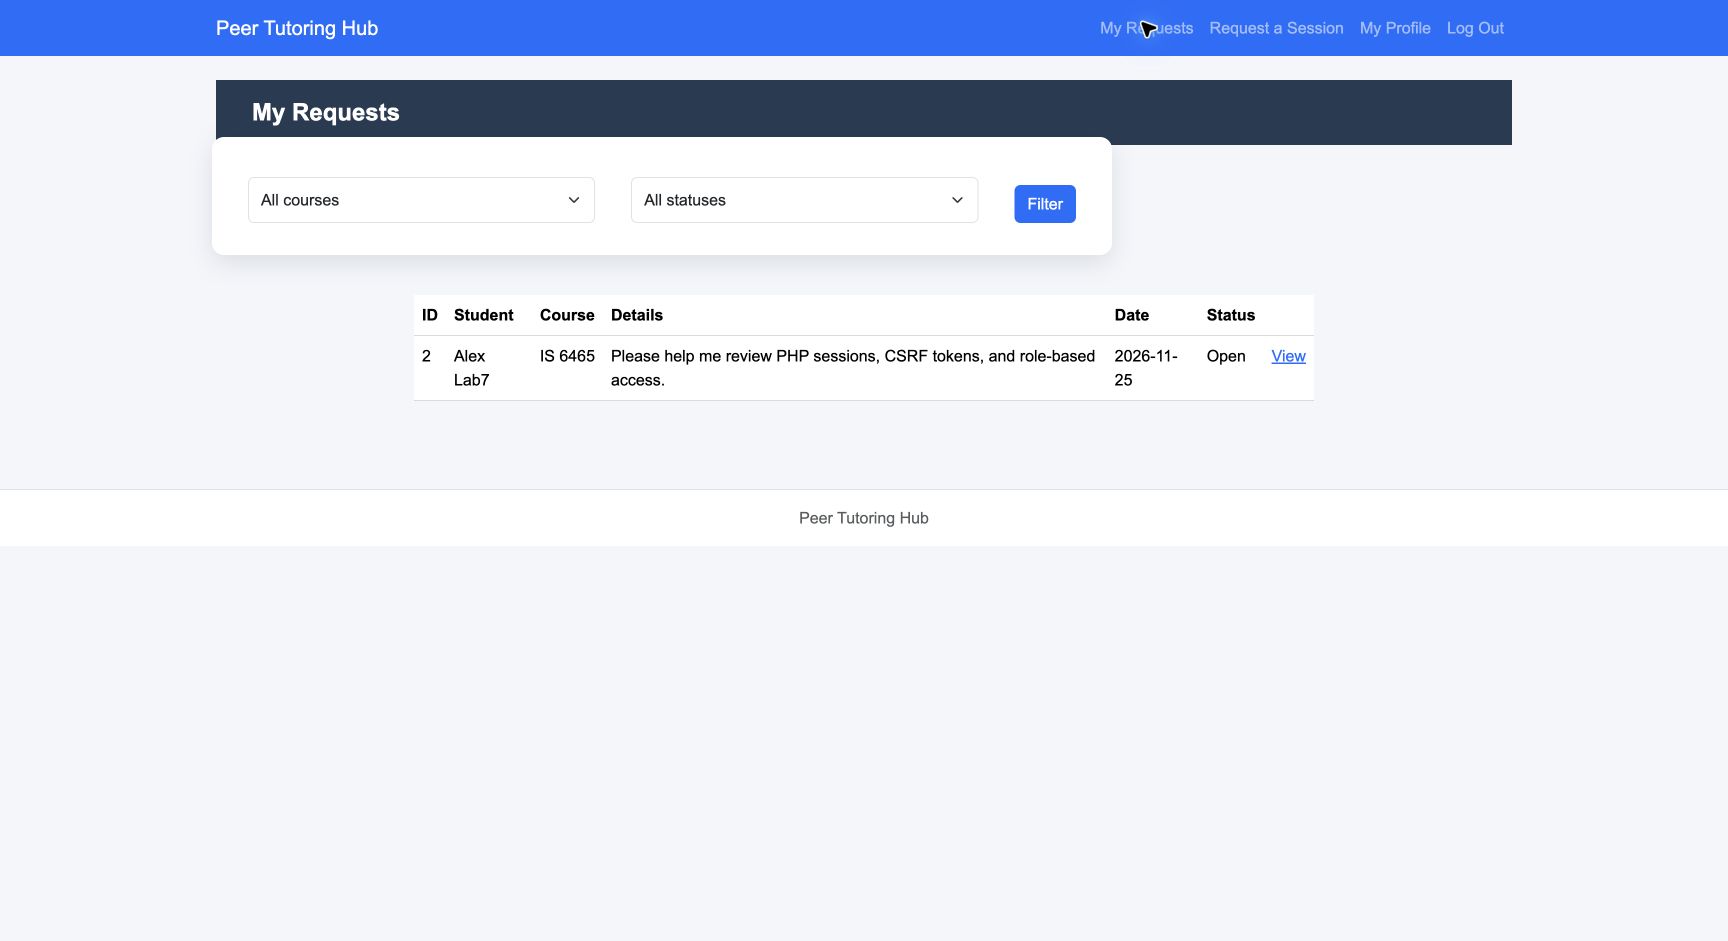 Peer Tutoring Hub
My Requests Request a Session My Profile Log Out
My Requests
All courses
All statuses
Filter
ID Student Course Details Date Status
2 Alex IS 6465 Please help me review PHP sessions, CSRF tokens, and role-based 2026-11- Open View
Lab7 access. 25
Peer Tutoring Hub